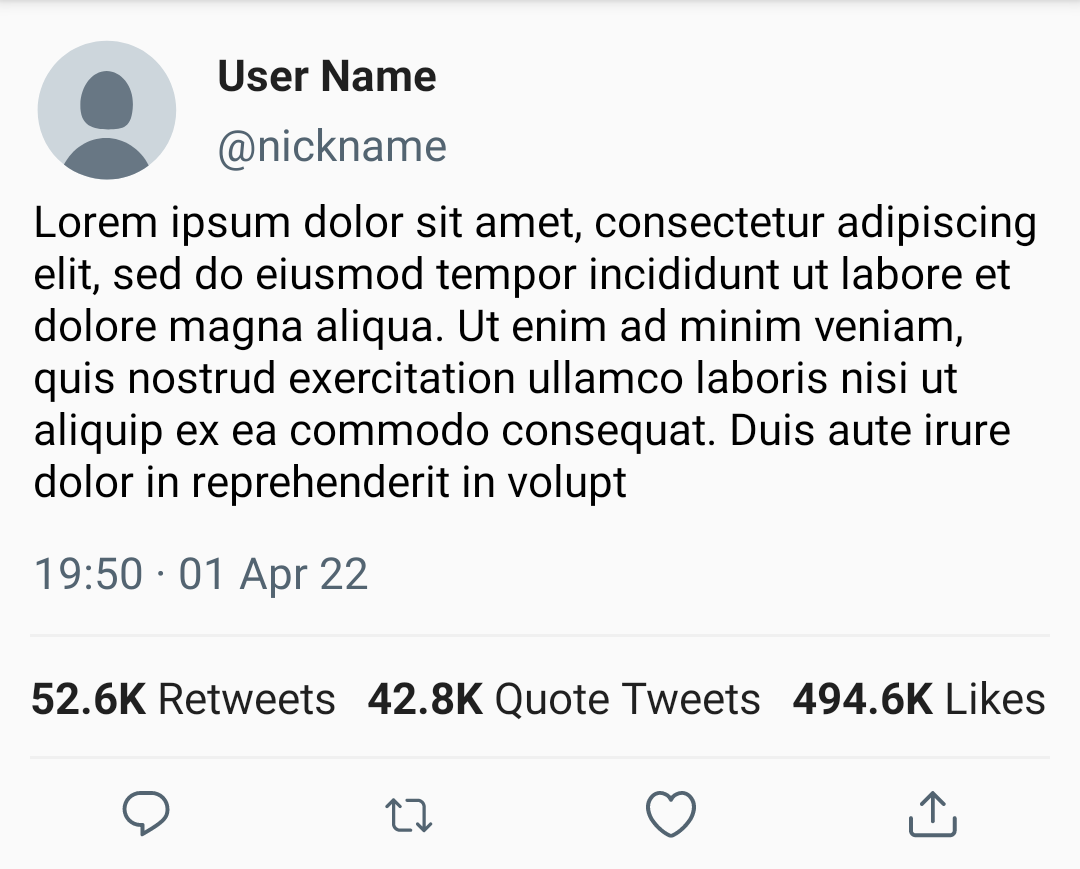 User Name
@nickname
Lorem ipsum dolor sit amet, consectetur adipiscing
elit, sed do eiusmod tempor incididunt ut labore et
dolore magna aliqua. Ut enim ad minim veniam,
quis nostrud exercitation ullamco laboris nisi ut
aliquip ex ea commodo consequat. Duis aute irure
dolor in reprehenderit in volupt
19:50 · 01 Apr 22
52.6K Retweets 42.8K Quote Tweets 494.6K Likes